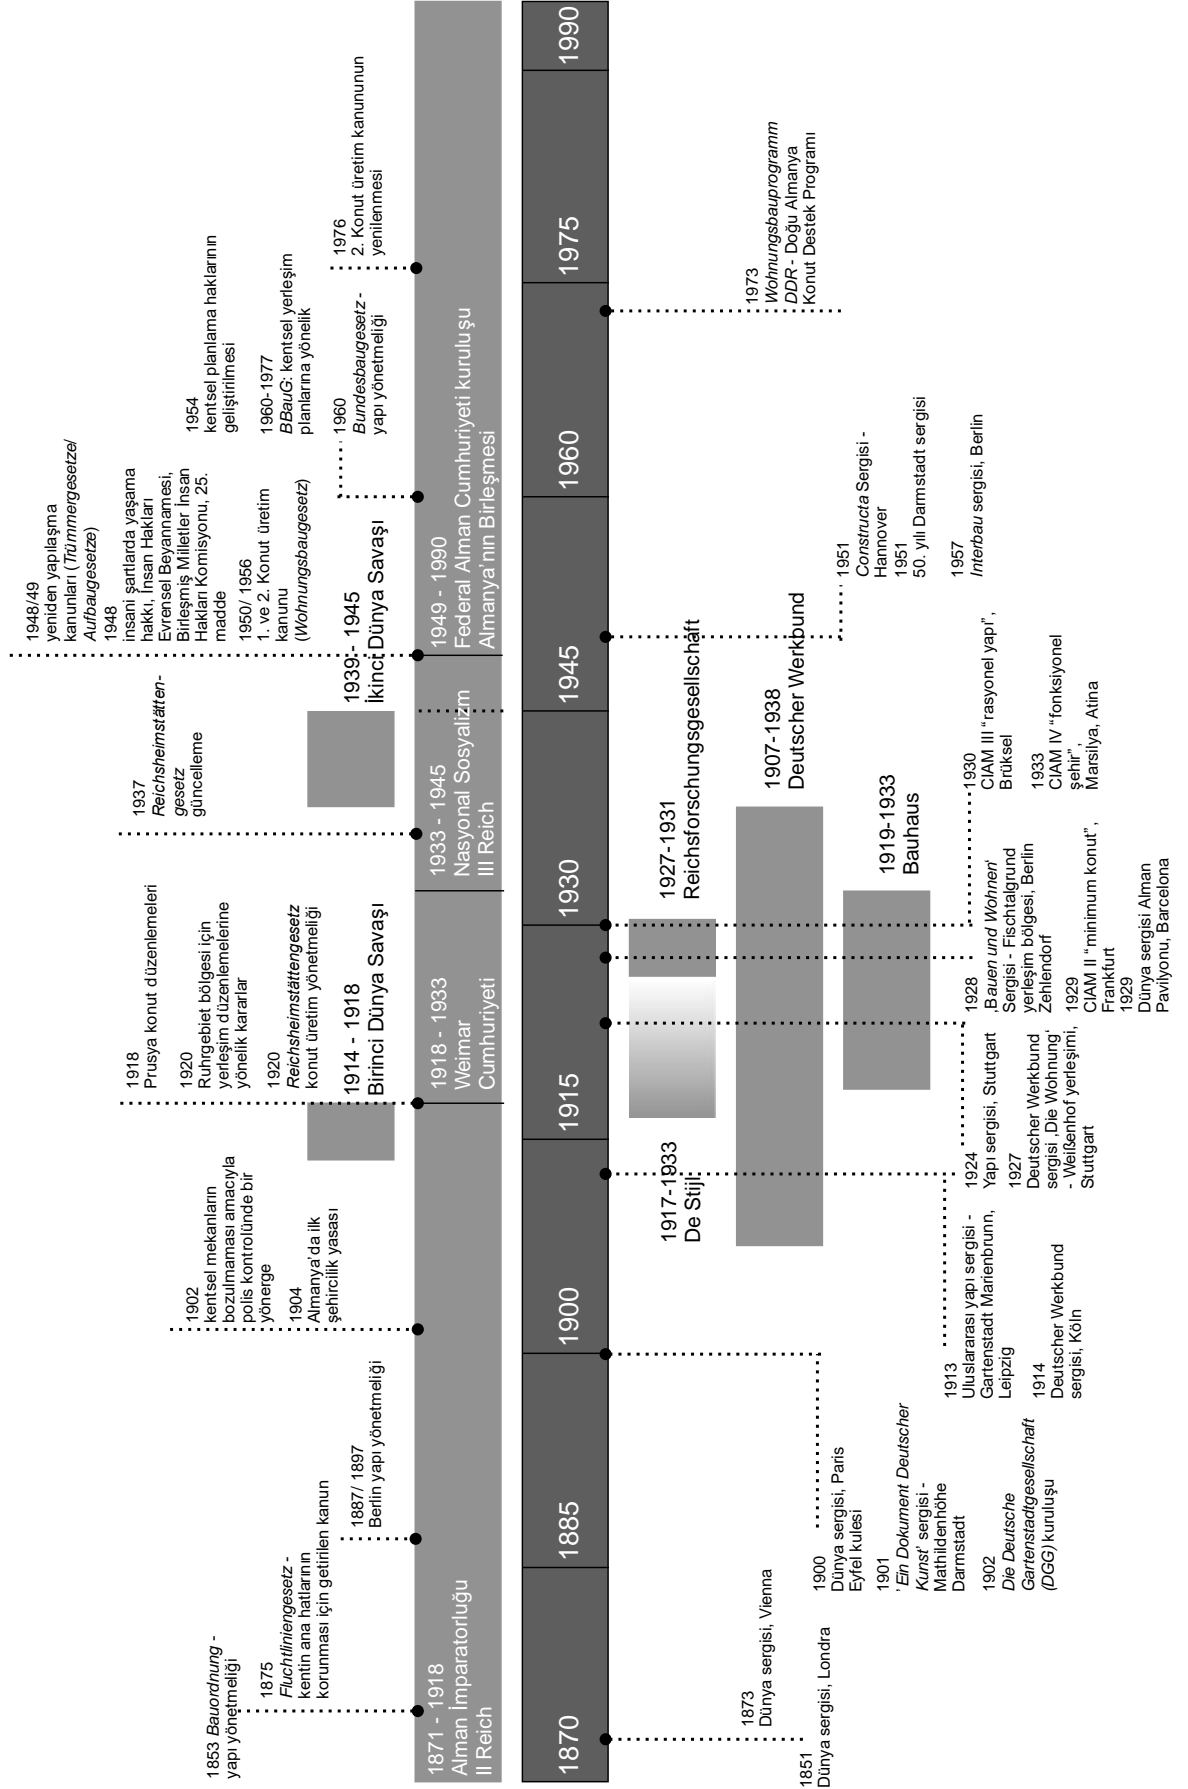 1853 Bauordnung -
yapı yönetmeliği
1875
Fluchtliniengesetz -
kentin ana hatlarının
korunması için getirilen kanun
1887/ 1897
Berlin yapı yönetmeliği
1902
kentsel mekanların
bozulmaması amacıyla
polis kontrolünde bir
yönerge
1904
Almanya'da ilk
şehircilik yasası
1918
Prusya konut düzenlemeleri
1920
Ruhrgebiet bölgesi için
yerleşim düzenlemelerine
yönelik kararlar
1920
Reichsheimstättengesetz
konut üretim yönetmeliği
1914 - 1918
Birinci Dünya Savaşı
1937
Reichsheimstätten-
gesetz
güncelleme
1939 - 1945
İkinci Dünya Savaşı
1948/49
yeniden yapılaşma
kanunları (Trümmergesetze/
Aufbaugesetze)
1948
insani şartlarda yaşama
hakkı, İnsan Hakları
Evrensel Beyannamesi,
Birleşmiş Milletler İnsan
Hakları Komisyonu, 25.
madde
1950/ 1956
1. ve 2. Konut üretim
kanunu
(Wohnungsbaugesetz)
1954
kentsel planlama haklarının
geliştirilmesi
1960-1977
BBauG: kentsel yerleşim
planlarına yönelik
1960
Bundesbaugesetz -
yapı yönetmeliği
1976
2. Konut üretim kanununun
yenilenmesi
1871 - 1918
Alman İmparatorluğu
II Reich
1918 - 1933
Weimar
Cumhuriyeti
1933 - 1945
Nasyonal Sosyalizm
III Reich
1949 - 1990
Federal Alman Cumhuriyeti kuruluşu
Almanya'nın Birleşmesi
1870
1885
1900
1915
1930
1945
1960
1975
1990
1917-1933
De Stijl
1927-1931
Reichsforschungsgesellschaft
1907-1938
Deutscher Werkbund
1919-1933
Bauhaus
1873
Dünya sergisi, Vienna
1851
Dünya sergisi, Londra
1900
Dünya sergisi, Paris
Eyfel kulesi
1901
' Ein Dokument Deutscher
Kunst' sergisi -
Mathildenhöhe
Darmstadt
1902
Die Deutsche
Gartenstadtgesellschaft
(DGG) kuruluşu
1913
Uluslararası yapı sergisi -
Gartenstadt Marienbrunn,
Leipzig
1914
Deutscher Werkbund
sergisi, Köln
1924
Yapı sergisi, Stuttgart
1927
Deutscher Werkbund
sergisi ‚Die Wohnung'
- Weißenhof yerleşimi,
Stuttgart
1928
‚Bauen und Wohnen'
Sergisi - Fischtalgrund
yerleşim bölgesi, Berlin
Zehlendorf
1929
CIAM II “minimum konut”,
Frankfurt
1929
Dünya sergisi Alman
Pavilyonu, Barcelona
1930
CIAM III “rasyonel yapı”,
Brüksel
1933
CIAM IV “fonksiyonel
şehir”,
Marsilya, Atina
1951
Constructa Sergisi -
Hannover
1951
50. yılı Darmstadt sergisi
1957
Interbau sergisi, Berlin
1973
Wohnungsbauprogramm
DDR - Doğu Almanya
Konut Destek Programı